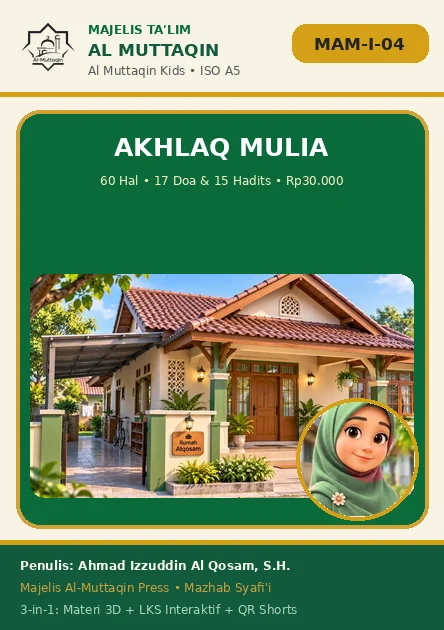 MAJELIS TA'LIM
AL MUTTAQIN
Al Muttaqin Kids • ISO A5
MAM-I-04
Al-Muttaqin
AKHLAQ MULIA
60 Hal • 17 Doa & 15 Hadits • Rp30.000
Rumah
Alqosam
Penulis: Ahmad Izzuddin Al Qosam, S.H.
Majelis Al-Muttaqin Press • Mazhab Syafi'i
3-in-1: Materi 3D + LKS Interaktif + QR Shorts